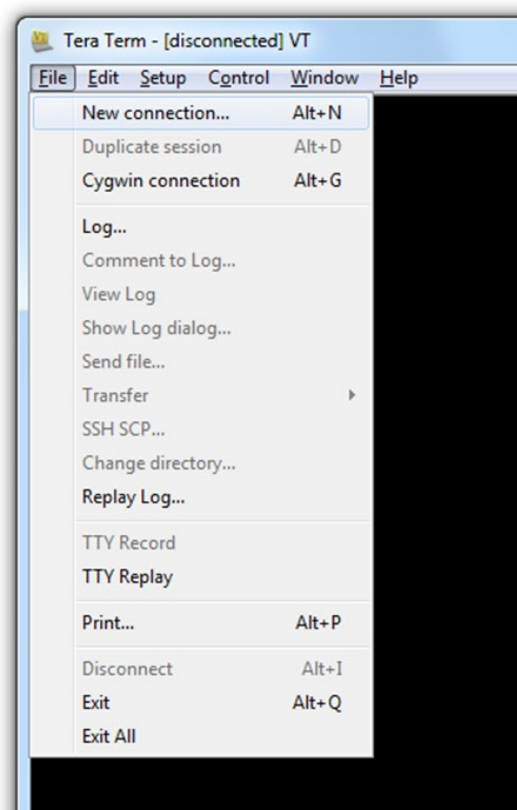 Tera Term - [disconnected] VT
File Edit Setup Control Window Help
New connection... Alt+N
Duplicate session Alt+D
Cygwin connection Alt+G
Log...
Comment to Log...
View Log
Show Log dialog...
Send file...
Transfer
SSH SCP...
Change directory...
Replay Log...
TTY Record
TTY Replay
Print... Alt+P
Disconnect Alt+I
Exit Alt+Q
Exit All